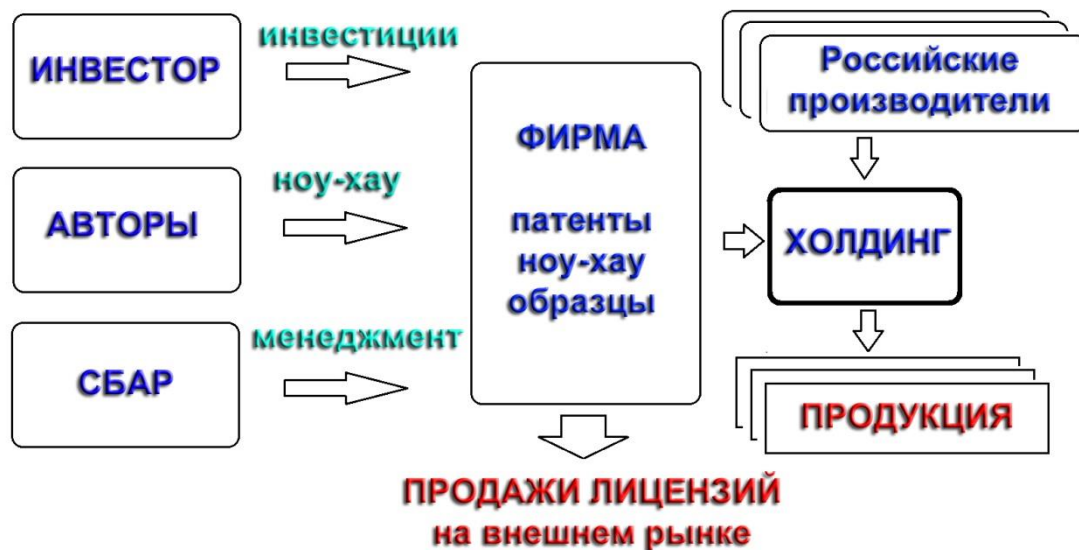 ИНВЕСТОР
инвестиции
АВТОРЫ
ноу-хау
СБАР
менеджмент
ФИРМА
патенты
ноу-хау
образцы
Российские
производители
ХОЛДИНГ
ПРОДУКЦИЯ
ПРОДАЖИ ЛИЦЕНЗИЙ
на внешнем рынке